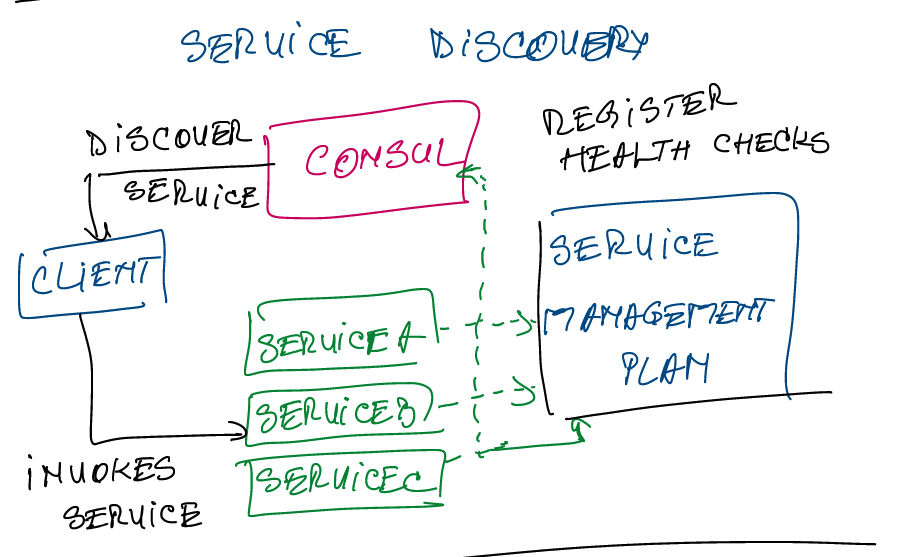 SERVICE DISCOVERY
DISCOVER
SERVICE
CONSUL
REGISTER
HEALTH CHECKS
CLIENT
SERVICE
MANAGEMENT
PLAN
SERVICE A
SERVICE B
SERVICE C
INVOKES
SERVICE